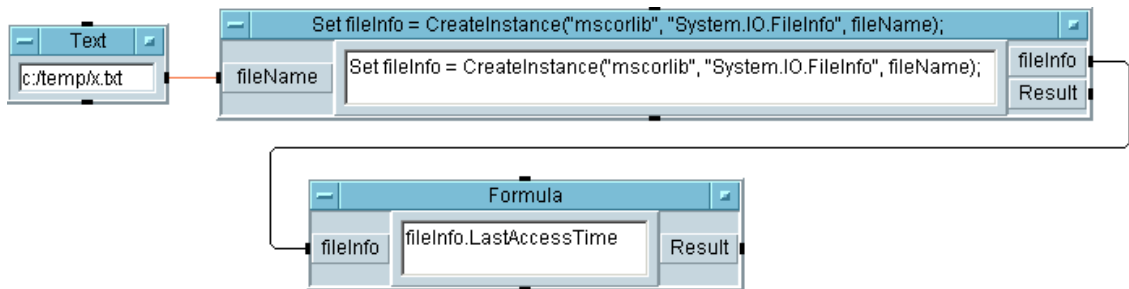 Text
c:/temp/x.txt
Set fileInfo = CreateInstance("mscorlib", "System.IO.FileInfo", fileName);
fileName
Set fileInfo = CreateInstance("mscorlib", "System.IO.FileInfo", fileName);
fileInfo
Result
Formula
fileInfo
fileInfo.LastAccessTime
Result